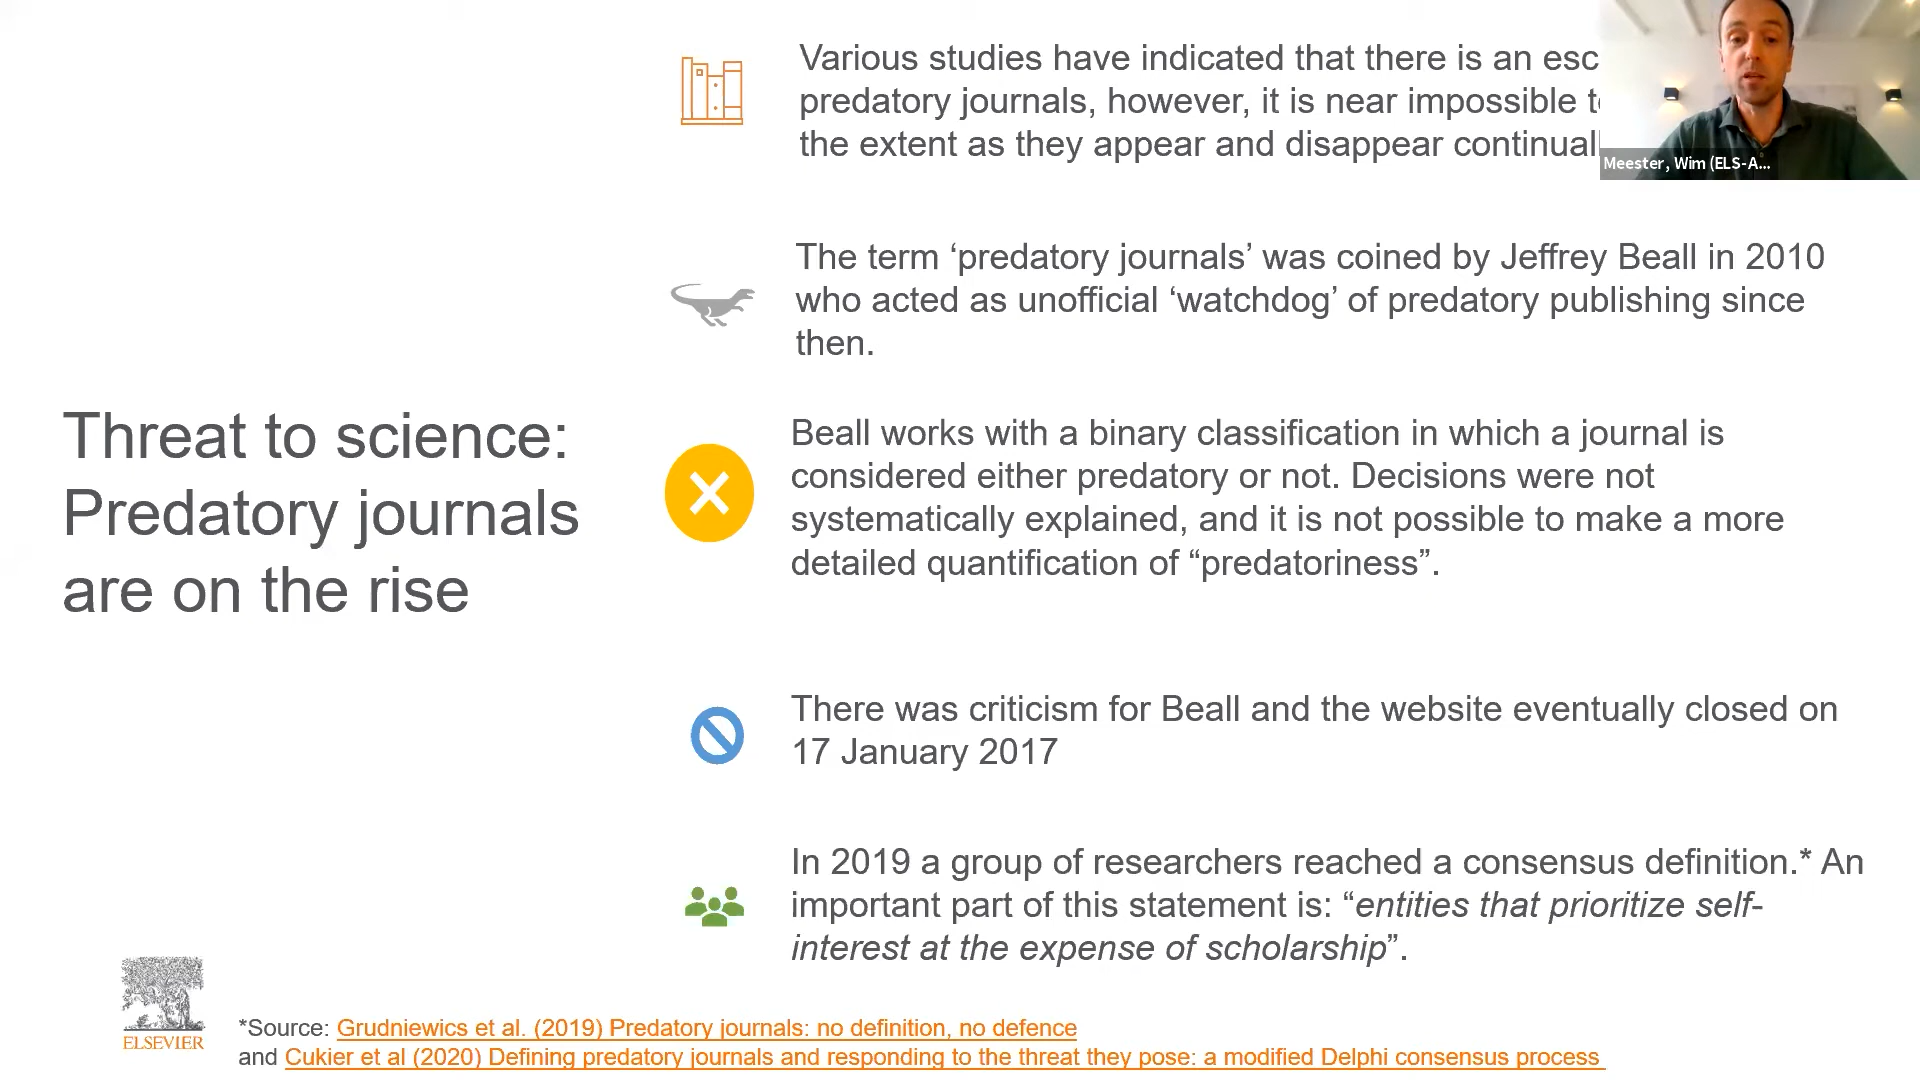 Various studies have indicated that there is an
predatory journals, however, it is near impossible
the extent as they appear and disappear
Meester, Wim (ELS-A...
The term ‘predatory journals’ was coined by Jeffrey Beall in 2010
who acted as unofficial ‘watchdog’ of predatory publishing since
then.
Threat to science:
Predatory journals
are on the rise
Beall works with a binary classification in which a journal is
considered either predatory or not. Decisions were not
systematically explained, and it is not possible to make a more
detailed quantification of “predatoriness”.
There was criticism for Beall and the website eventually closed on
17 January 2017
In 2019 a group of researchers reached a consensus definition.* An
important part of this statement is: “entities that prioritize self-
interest at the expense of scholarship”.
ELSEVIER
*Source: Grudniewics et al. (2019) Predatory journals: no definition, no defence
and Cukier et al (2020) Defining predatory journals and responding to the threat they pose: a modified Delphi consensus process